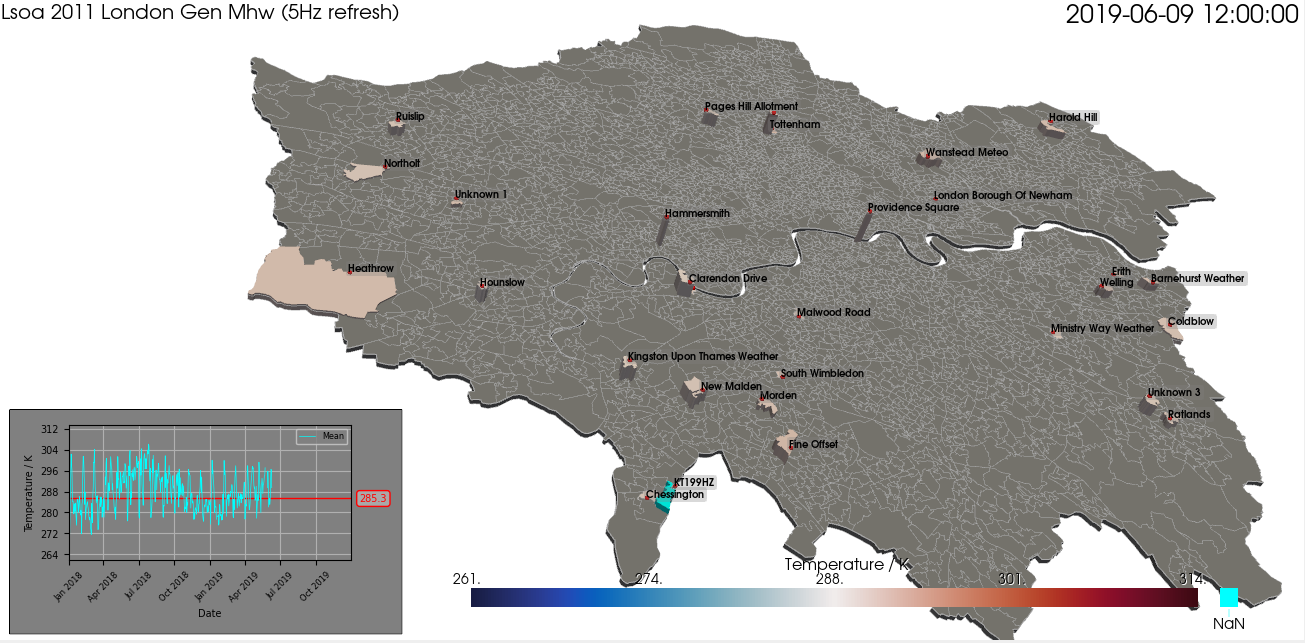 Lsoa 2011 London Gen Mhw (5Hz refresh)
2019-06-09 12:00:00
Pages Hill Allotment
Ruislip
Harold Hill
Tottenham
Wanstead Meteo
Northolt
Unknown 1
London Borough Of Newham
Providence Square
Hammersmith
Heathrow
Erith
Clarendon Drive
Barnehurst Weather
Hounslow
Welling
Malwood Road
Coldblow
Ministry Way Weather
Kingston Upon Thames Weather
South Wimbledon
New Malden
Unknown 3
Morden
Ratlands
Fine Offset
KT199HZ
Chessington
312
304
296
288
280
272
264
Temperature / K
Mean
285.3
Jan 2018
Apr 2018
Jul 2018
Oct 2018
Jan 2019
Apr 2019
Jul 2019
Oct 2019
Date
Temperature / K
261. 274. 288. 301. 314.
NaN